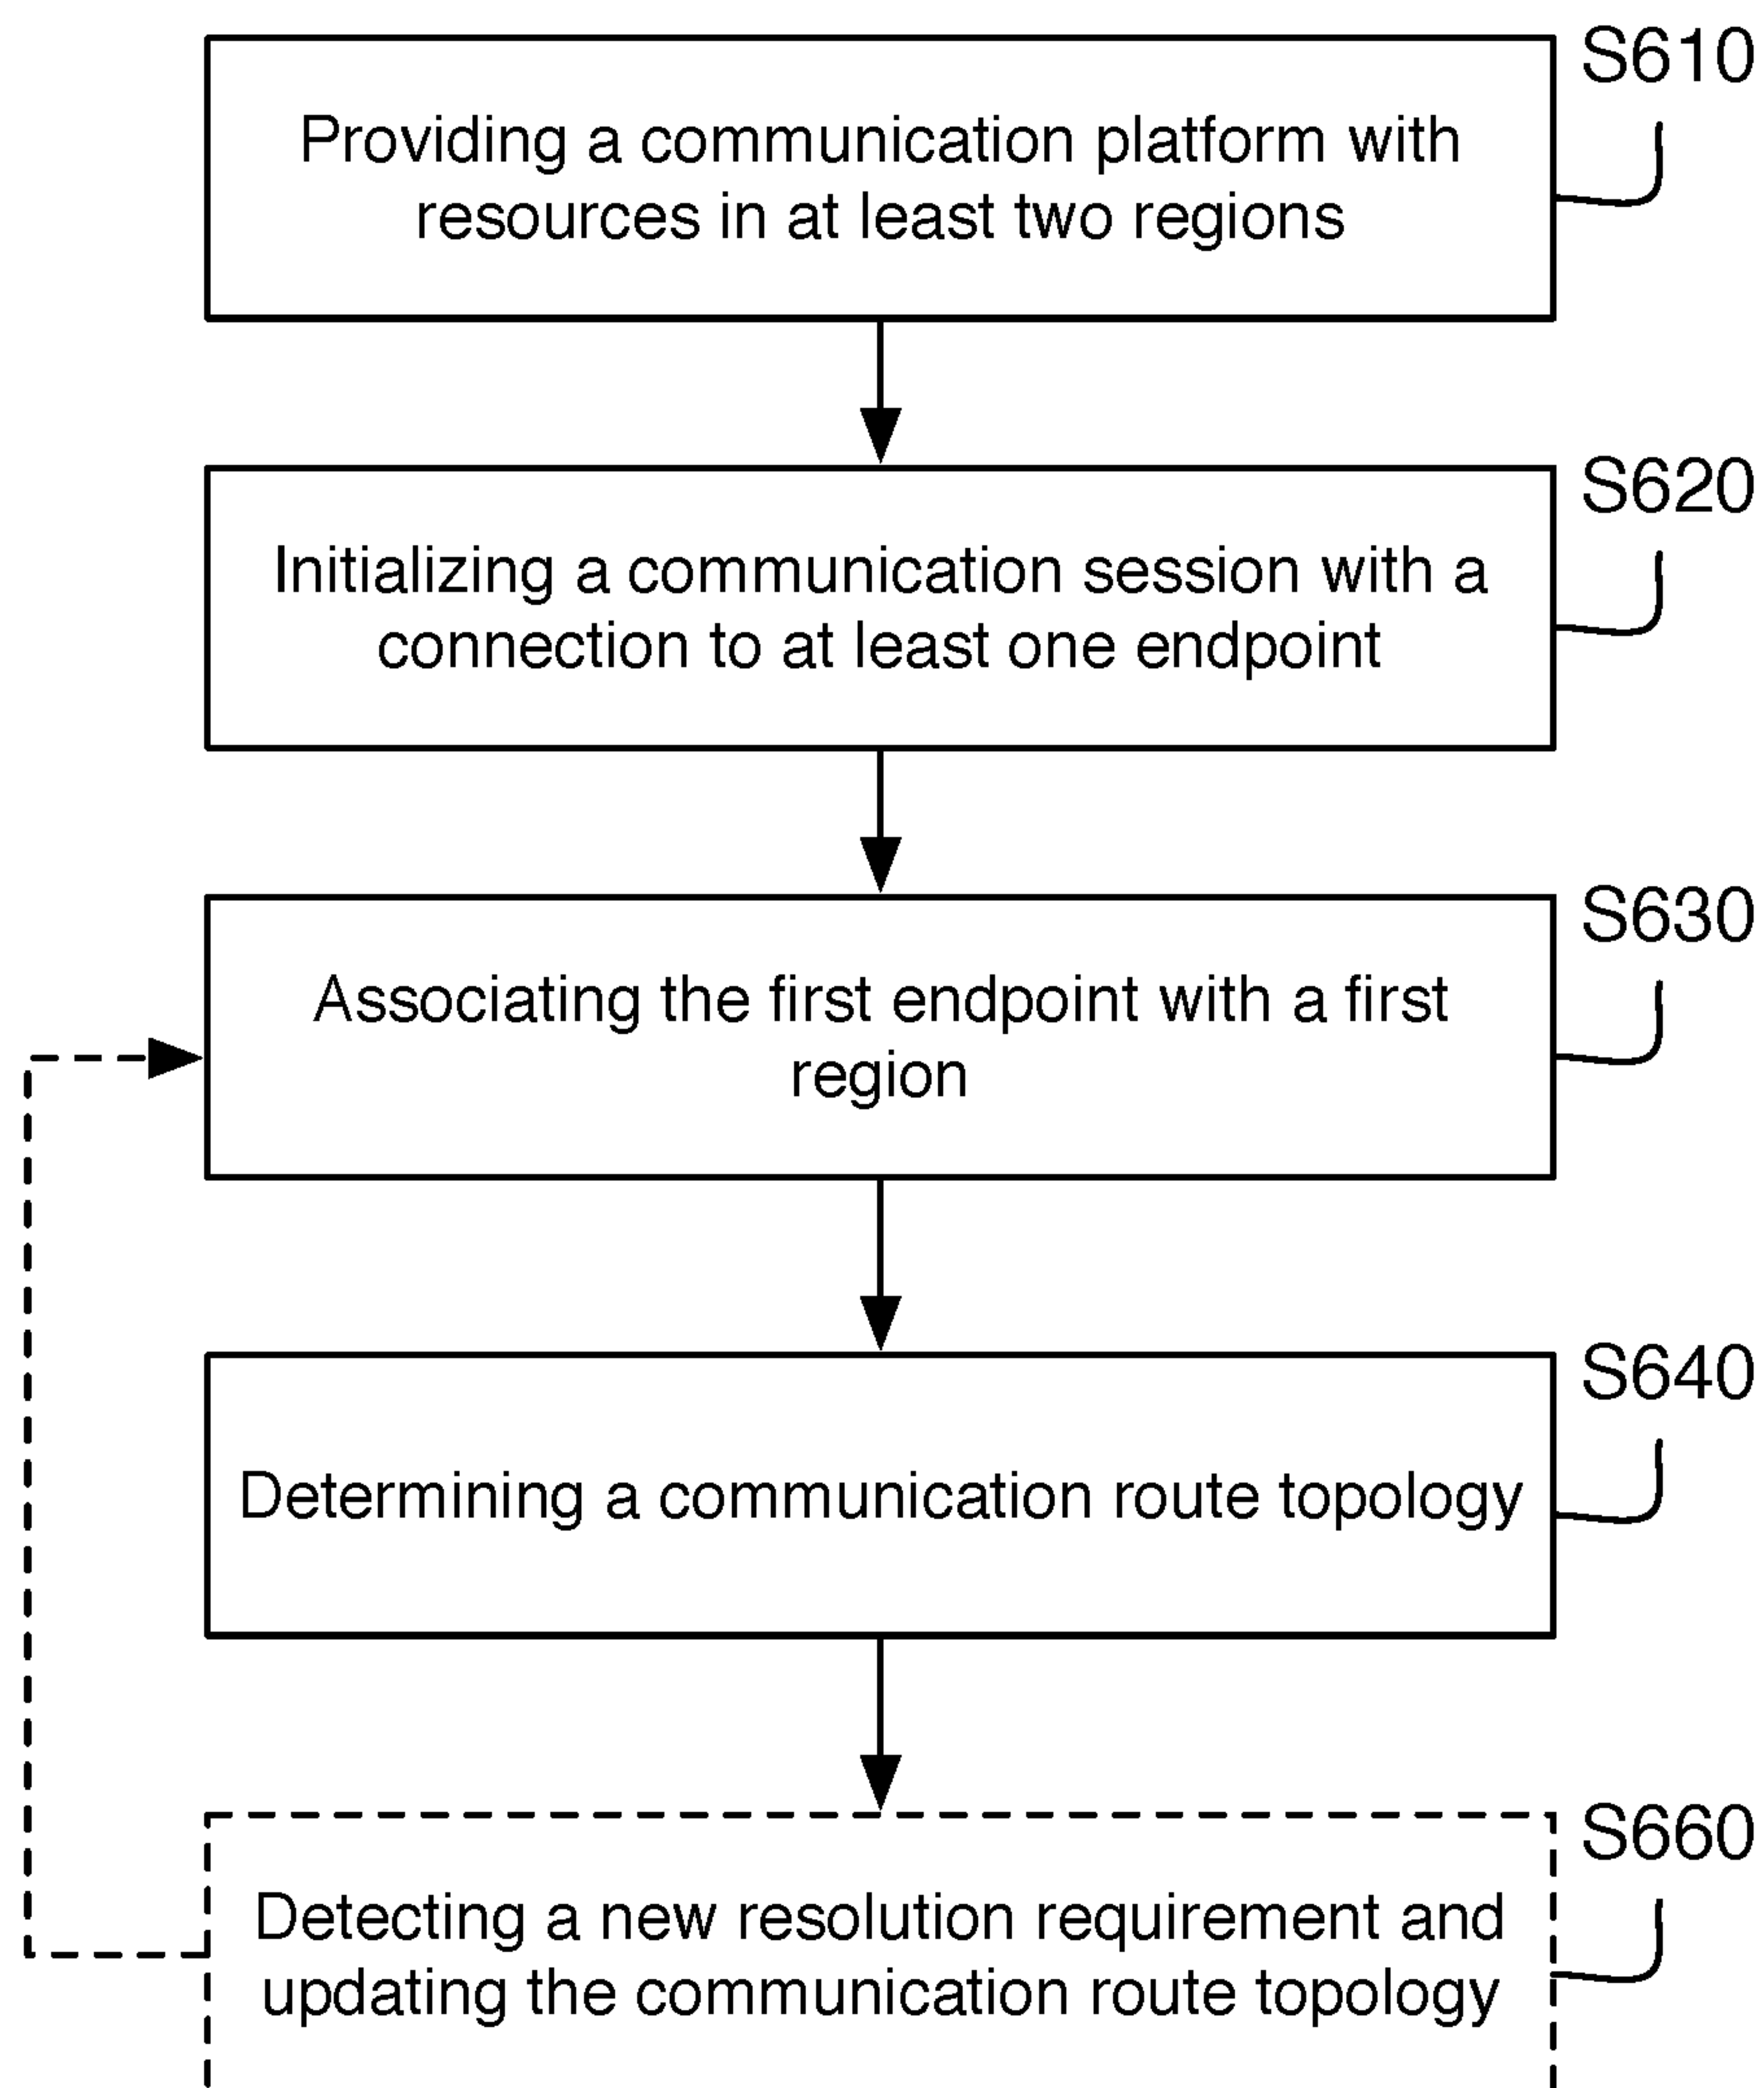 S610
Providing a communication platform with
resources in at least two regions
S620
Initializing a communication session with a
connection to at least one endpoint
S630
Associating the first endpoint with a first
region
S640
Determining a communication route topology
S660
Detecting a new resolution requirement and
updating the communication route topology